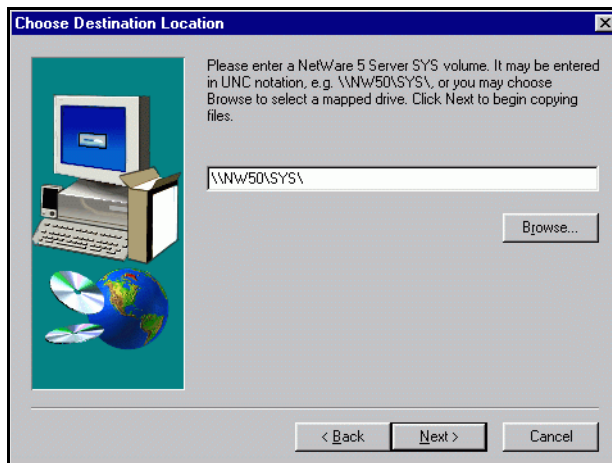 Choose Destination Location
Please enter a NetWare 5 Server SYS volume. It may be entered
in UNC notation, e.g. \\NW50\SYS\, or you may choose
Browse to select a mapped drive. Click Next to begin copying
files.
\\NW50\SYS\
Browse...
< Back
Next >
Cancel